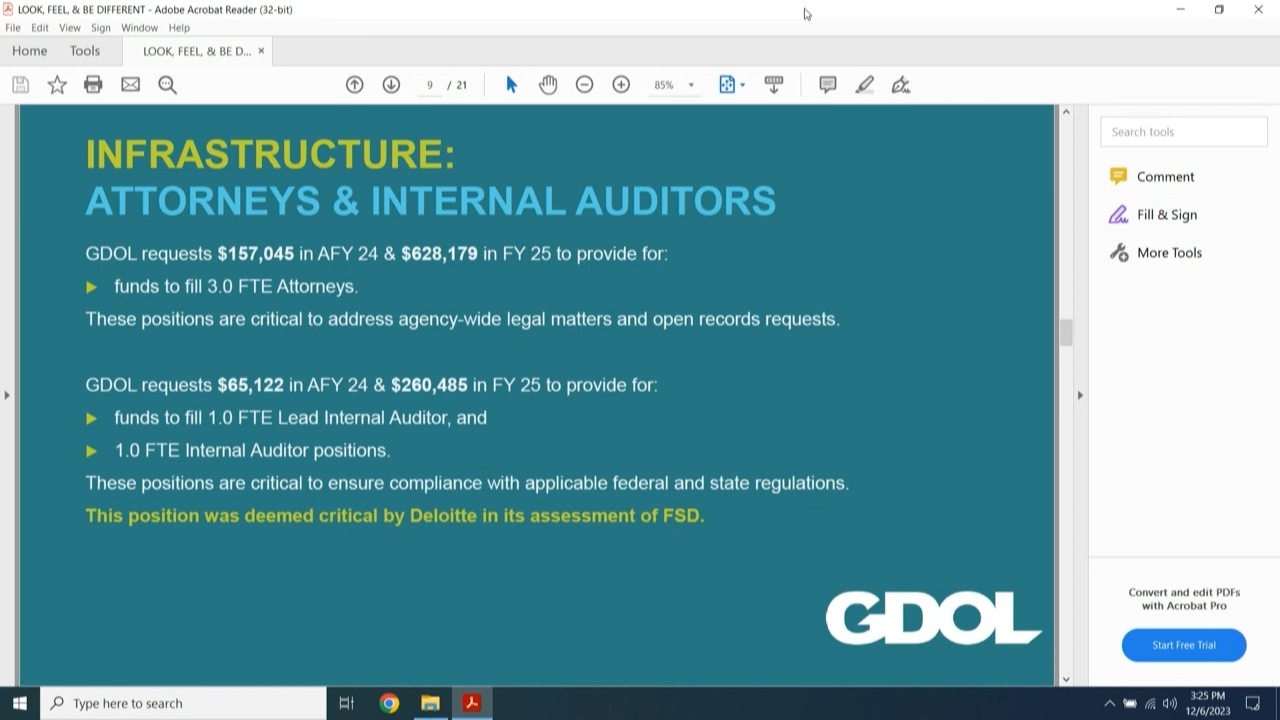 LOOK, FEEL, & BE DIFFERENT - Adobe Acrobat Reader (32-bit)
File Edit View Sign Window Help
Home Tools LOOK, FEEL, & BE D... ×
9 / 21 85%
INFRASTRUCTURE:
ATTORNEYS & INTERNAL AUDITORS
GDOL requests $157,045 in AFY 24 & $628,179 in FY 25 to provide for:
funds to fill 3.0 FTE Attorneys.
These positions are critical to address agency-wide legal matters and open records requests.
GDOL requests $65,122 in AFY 24 & $260,485 in FY 25 to provide for:
funds to fill 1.0 FTE Lead Internal Auditor, and
1.0 FTE Internal Auditor positions.
These positions are critical to ensure compliance with applicable federal and state regulations.
This position was deemed critical by Deloitte in its assessment of FSD.
GDOL
Search tools
Comment
Fill & Sign
More Tools
Convert and edit PDFs
with Acrobat Pro
Start Free Trial
Type here to search
3:25 PM
12/6/2023